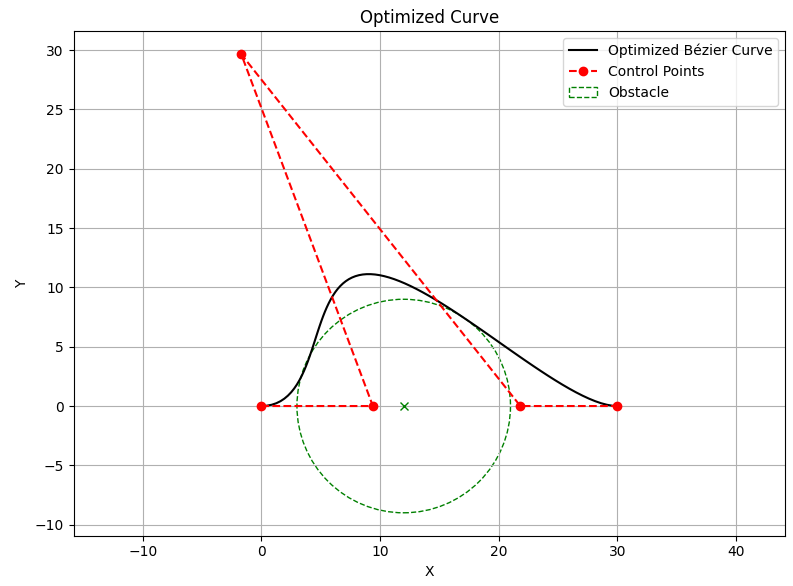 Optimized Curve
Optimized Bézier Curve
Control Points
Obstacle
Y
30
25
20
15
10
5
0
−5
−10
−10
0
10
20
30
40
X